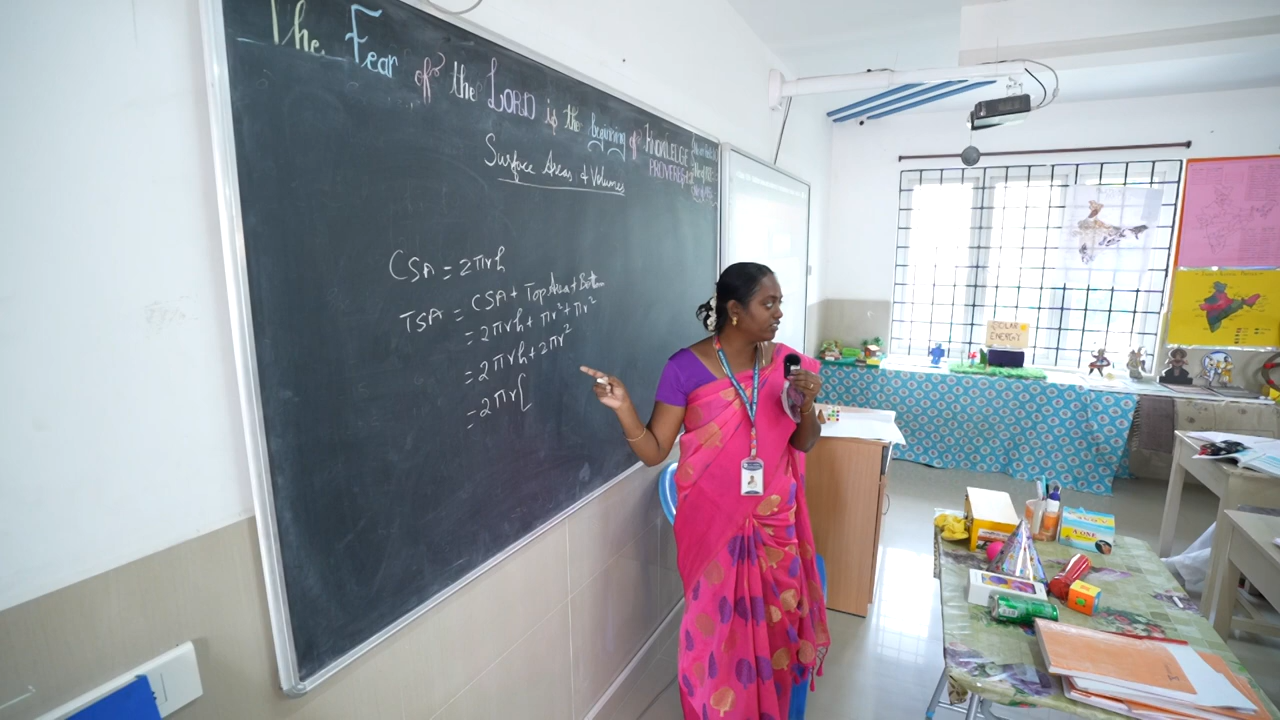 The Fear of the LORD is the beginning of KNOWLELGE
PROVERBS
Surface Areas & Volumes
CSA = 2πrh
TSA = CSA + Top Area + Bottom
= 2πrh + πr² + πr²
= 2πrh + 2πr²
= 2πr[
SOLAR
ENERGY